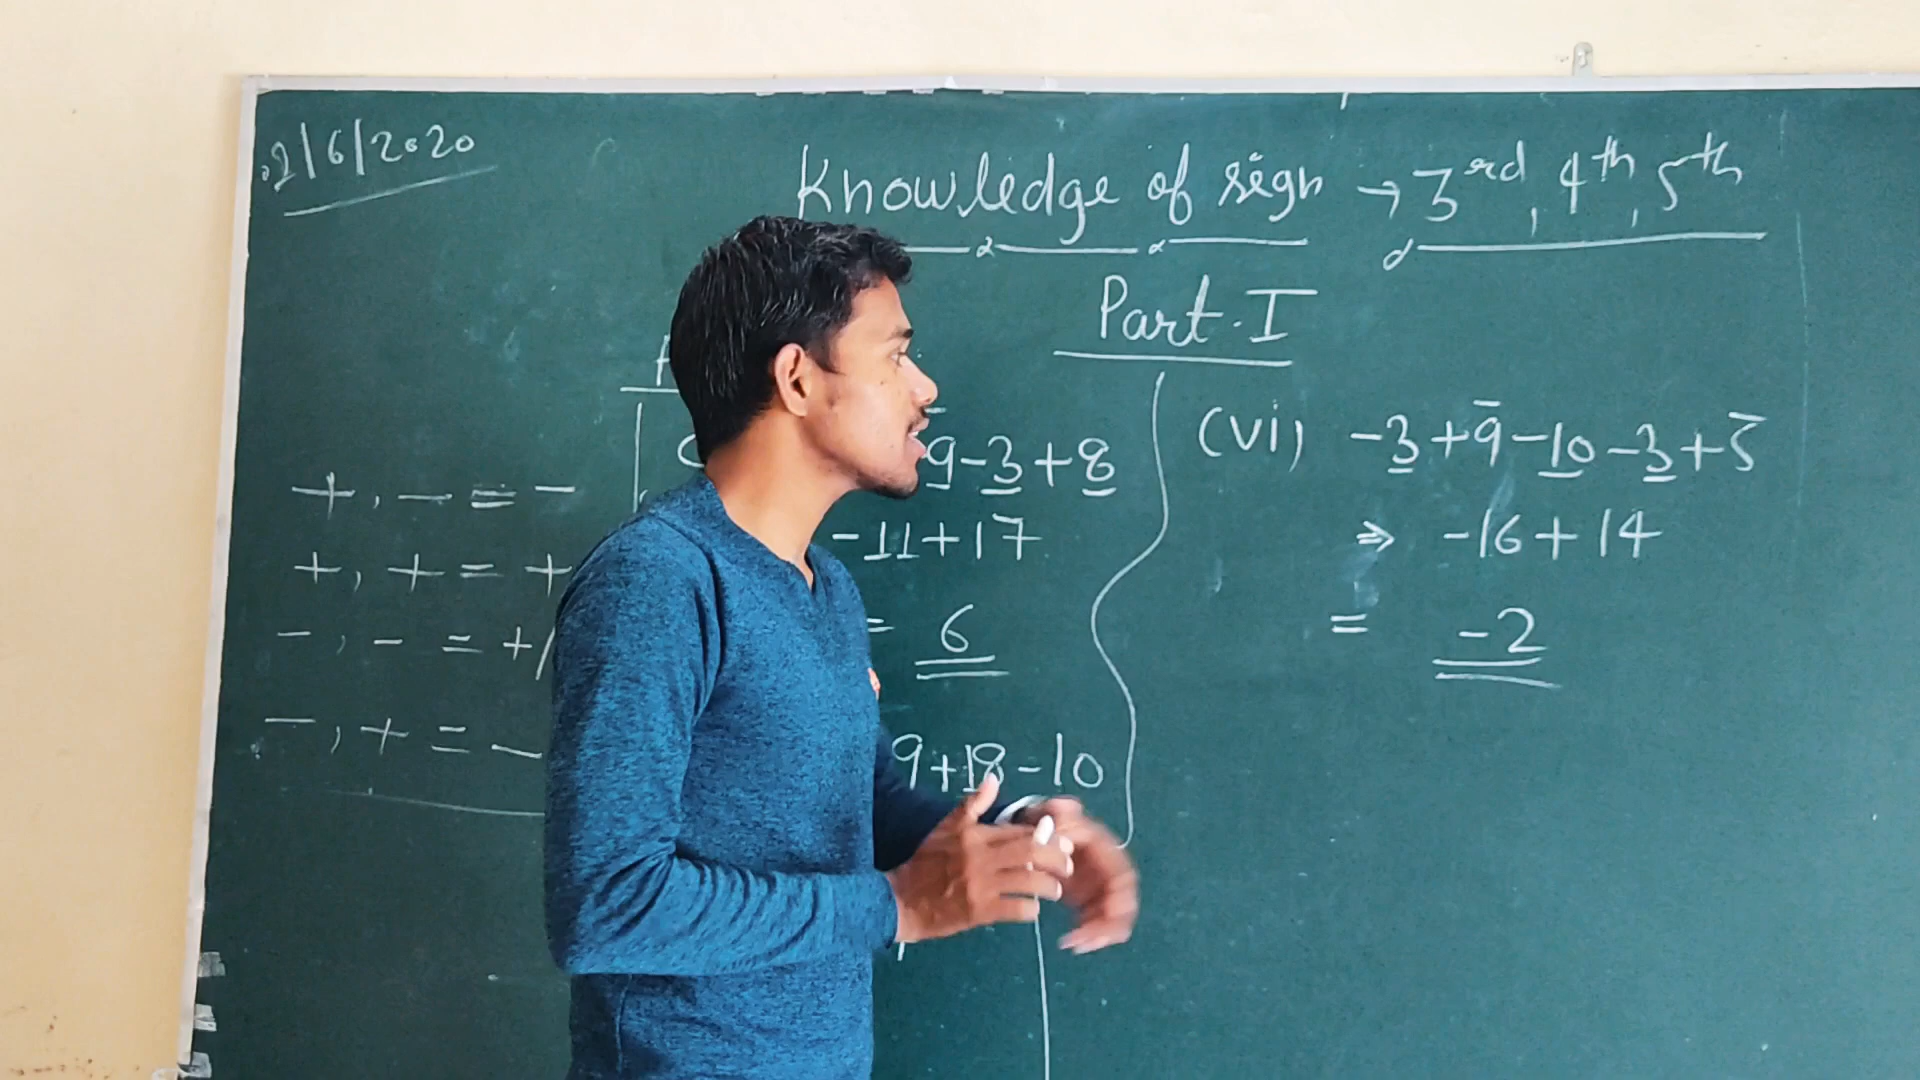 2/6/2020
Knowledge of sign → 3rd, 4th, 5th
Part-I
+, - = -
+, + = +
-, - = +/
-, + = -
9-3+8
-11+17
= 6
9+18-10
(vi) -3+9-10-3+5
⇒ -16+14
= -2